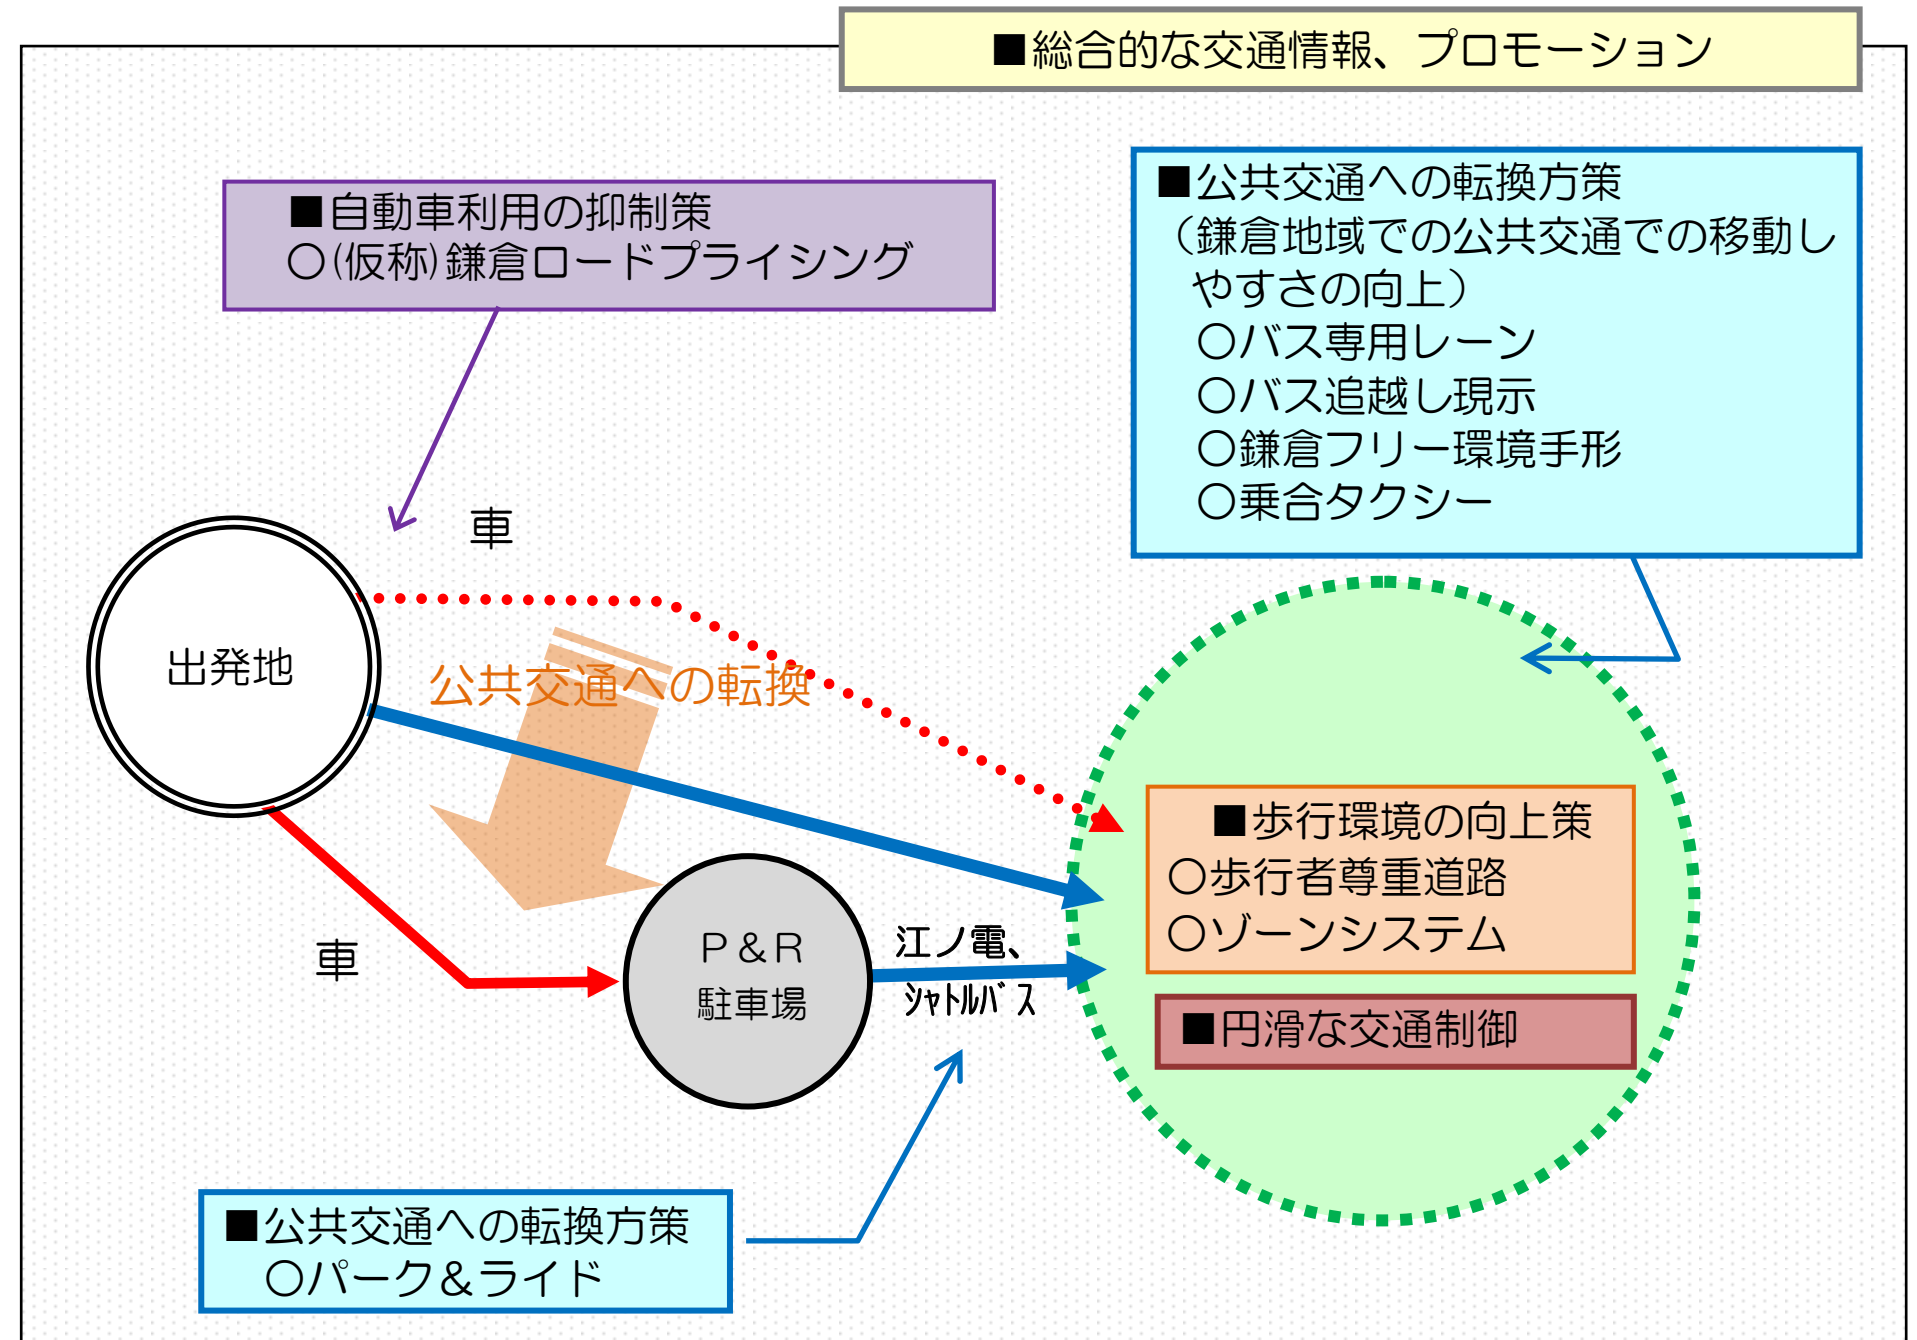 ■総合的な交通情報、プロモーション
■自動車利用の抑制策
○(仮称)鎌倉ロードプライシング
■公共交通への転換方策
（鎌倉地域での公共交通での移動し
やすさの向上）
○バス専用レーン
○バス追越し現示
○鎌倉フリー環境手形
○乗合タクシー
車
出発地
公共交通への転換
■歩行環境の向上策
○歩行者尊重道路
○ゾーンシステム
車
Ｐ＆Ｒ
駐車場
江ノ電、
ｼｬﾄﾙﾊﾞｽ
■円滑な交通制御
■公共交通への転換方策
○パーク＆ライド